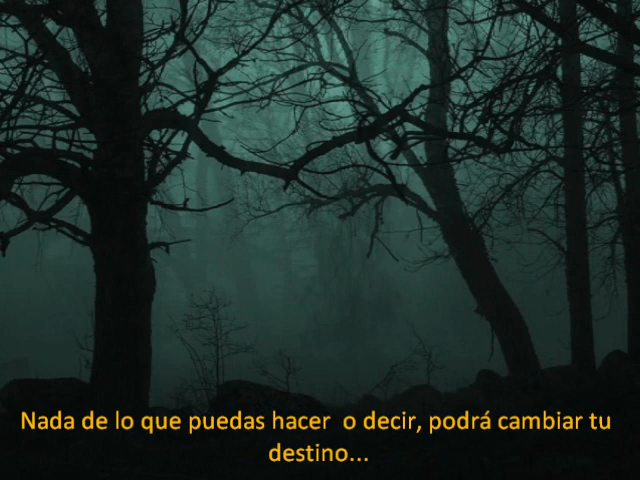 Nada de lo que puedas hacer  o decir, podrá cambiar tu
destino...